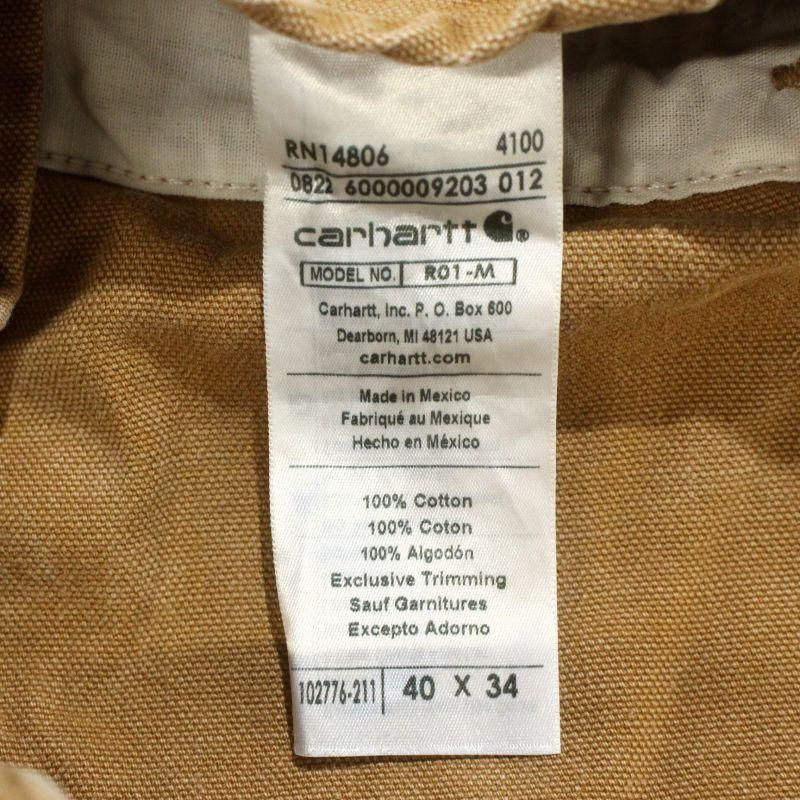 RN14806 4100
0822 6000009203 012
carhartt ®
MODEL NO. R01-M
Carhartt, Inc. P. O. Box 600
Dearborn, MI 48121 USA
carhartt.com
Made in Mexico
Fabriqué au Mexique
Hecho en México
100% Cotton
100% Coton
100% Algodón
Exclusive Trimming
Sauf Garnitures
Excepto Adorno
102776-211 40 X 34